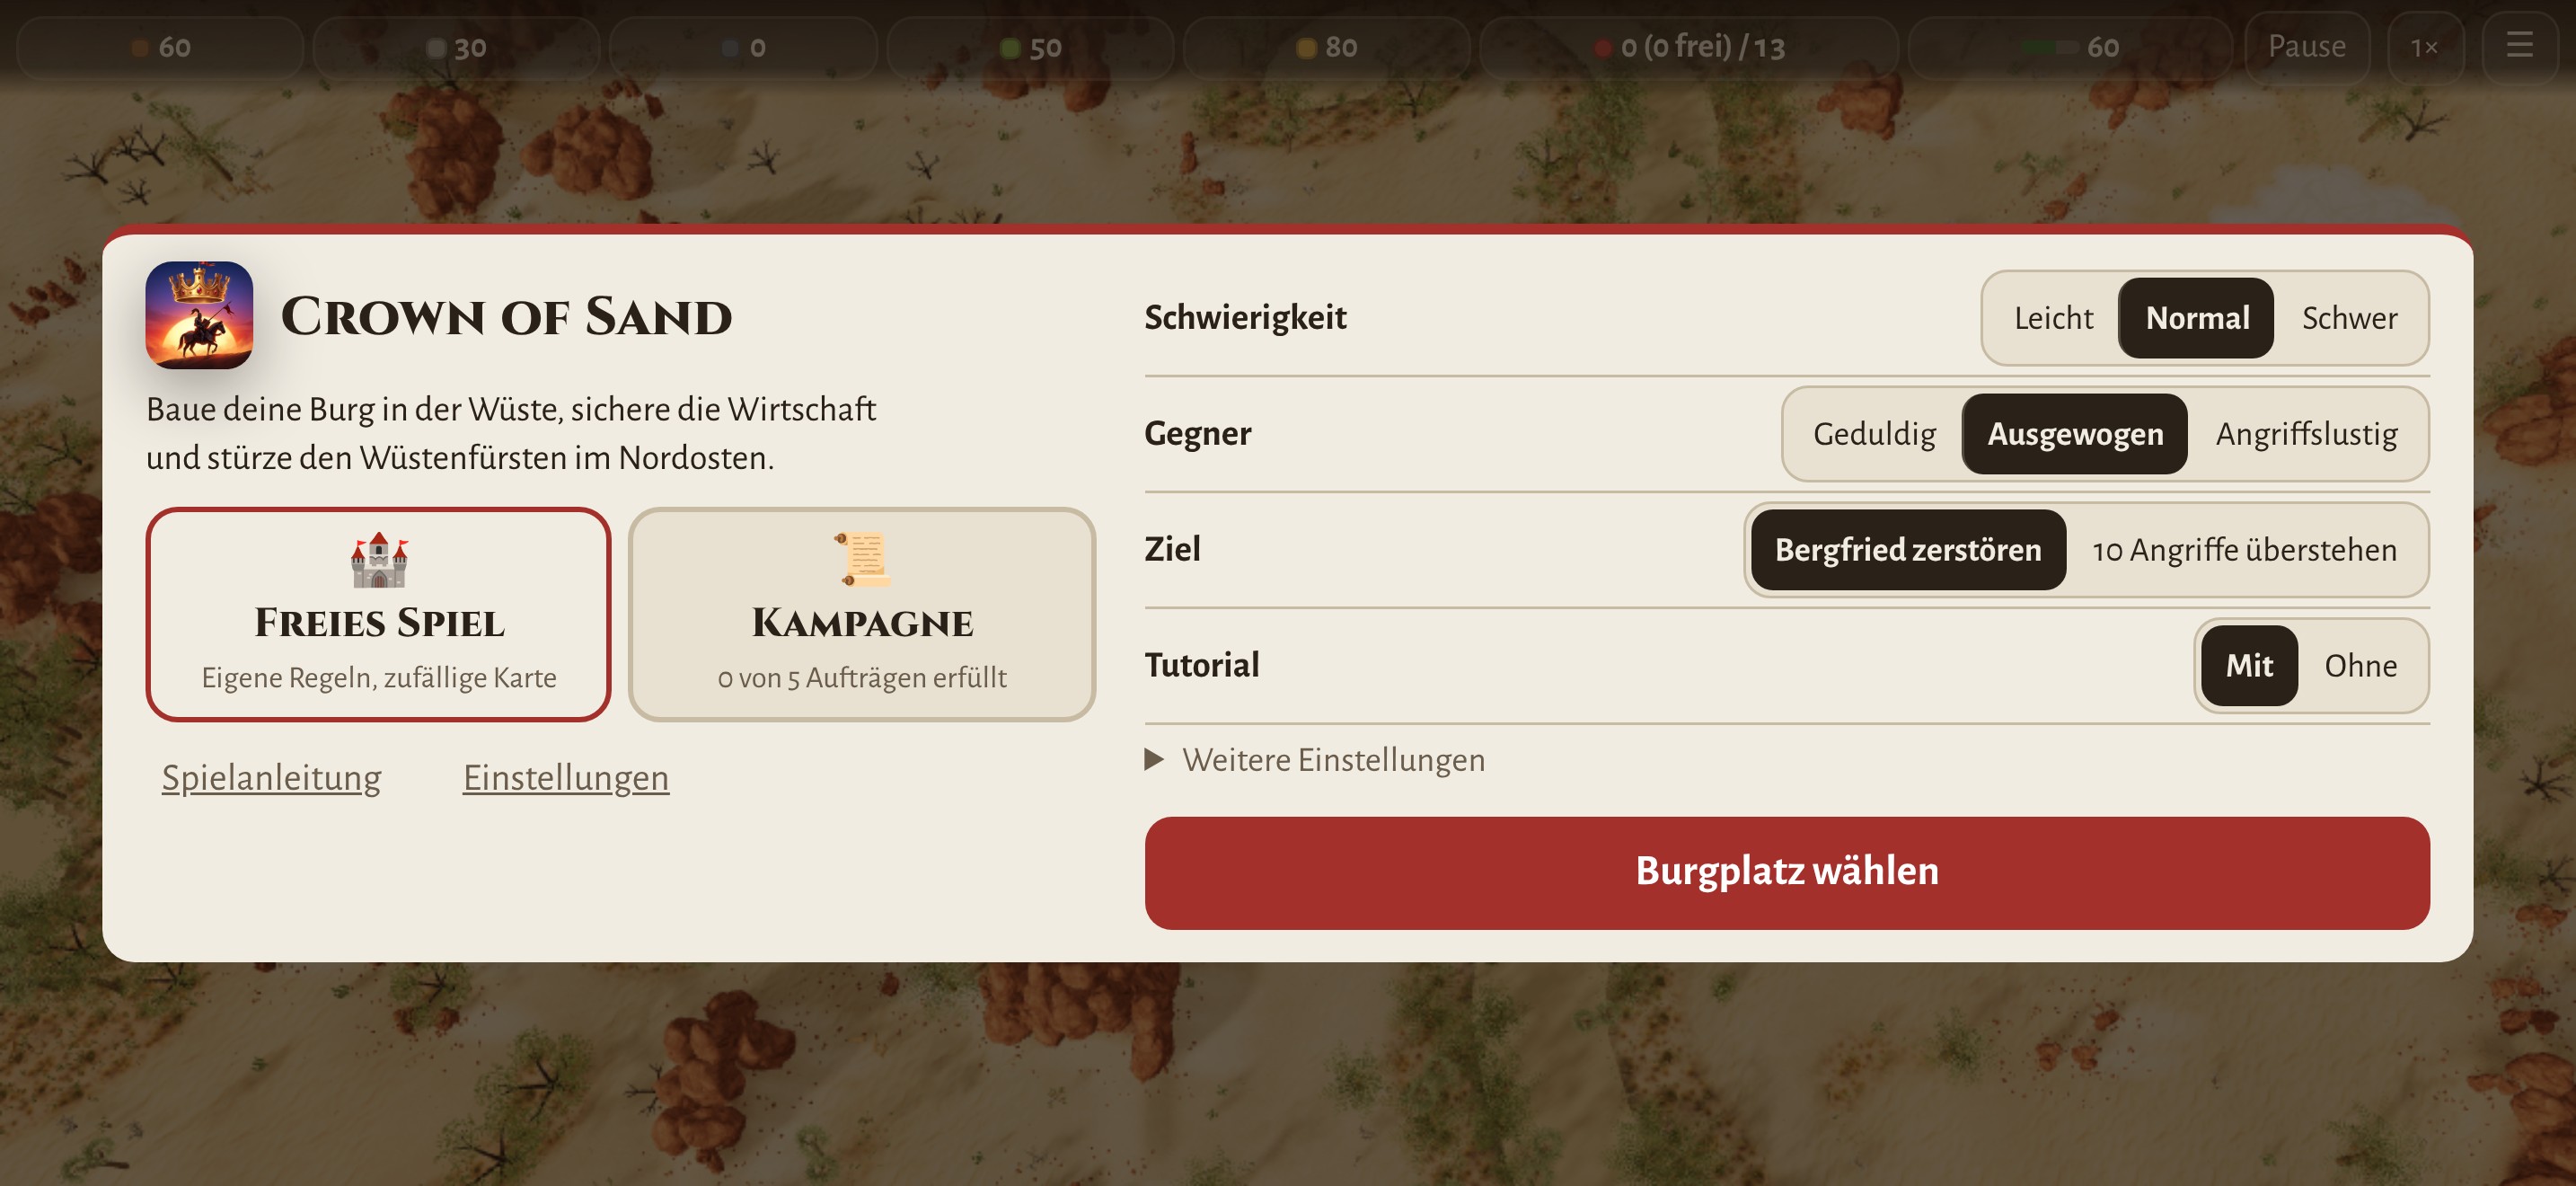 60 30 0 50 80 0 (0 frei) / 13 60 Pause 1×
Crown of Sand
Baue deine Burg in der Wüste, sichere die Wirtschaft
und stürze den Wüstenfürsten im Nordosten.
Freies Spiel
Eigene Regeln, zufällige Karte
Kampagne
0 von 5 Aufträgen erfüllt
Spielanleitung Einstellungen
Schwierigkeit Leicht Normal Schwer
Gegner Geduldig Ausgewogen Angriffslustig
Ziel Bergfried zerstören 10 Angriffe überstehen
Tutorial Mit Ohne
Weitere Einstellungen
Burgplatz wählen